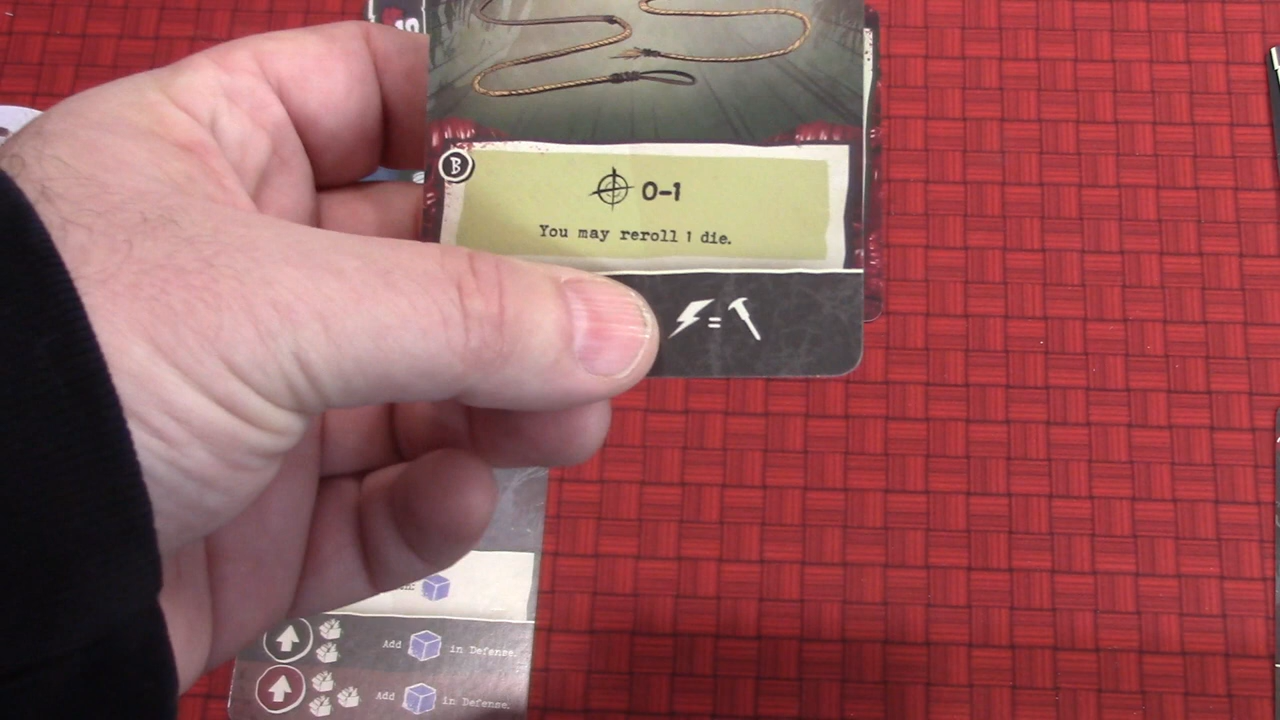 B
0-1
You may reroll 1 die.
=
Add in Defense.
Add in Defense.